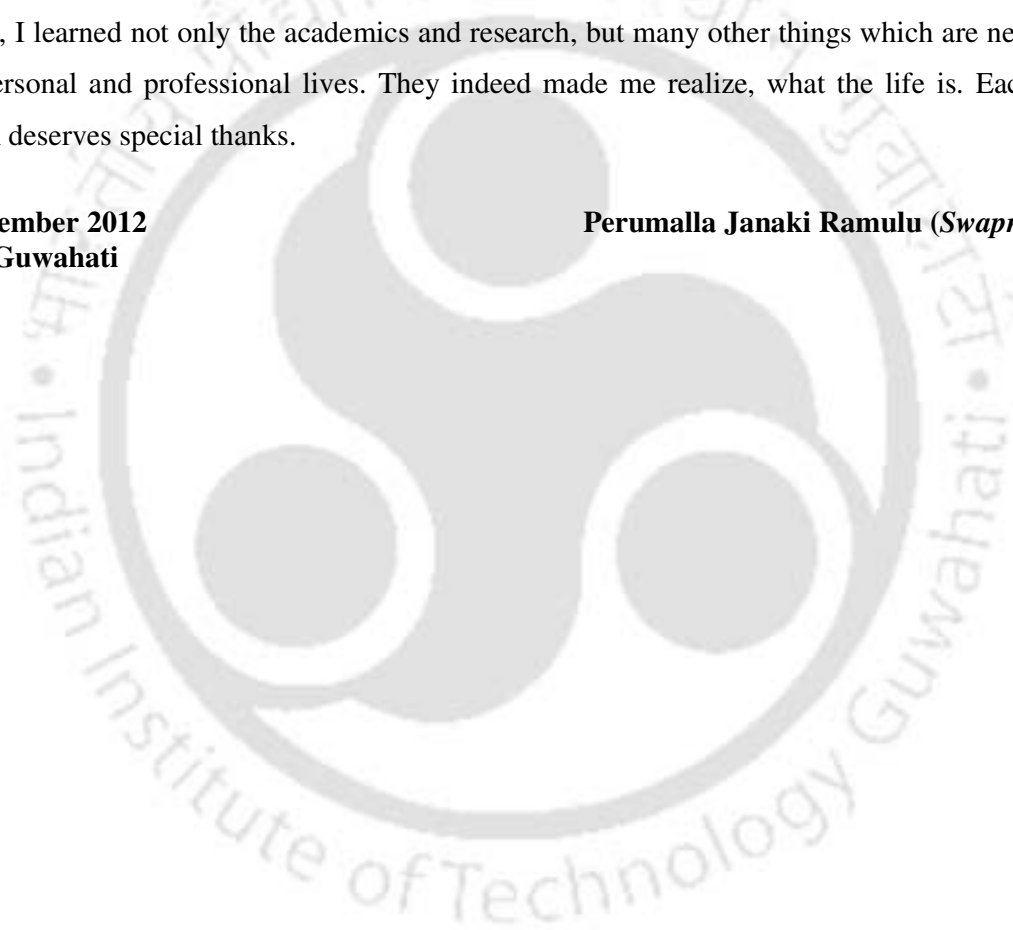 , I learned not only the academics and research, but many other things which are ne
ersonal and professional lives. They indeed made me realize, what the life is. Eac
deserves special thanks.
ember 2012
Perumalla Janaki Ramulu (Swapn
Guwahati
• Indian Institute of Technology Guwahati •